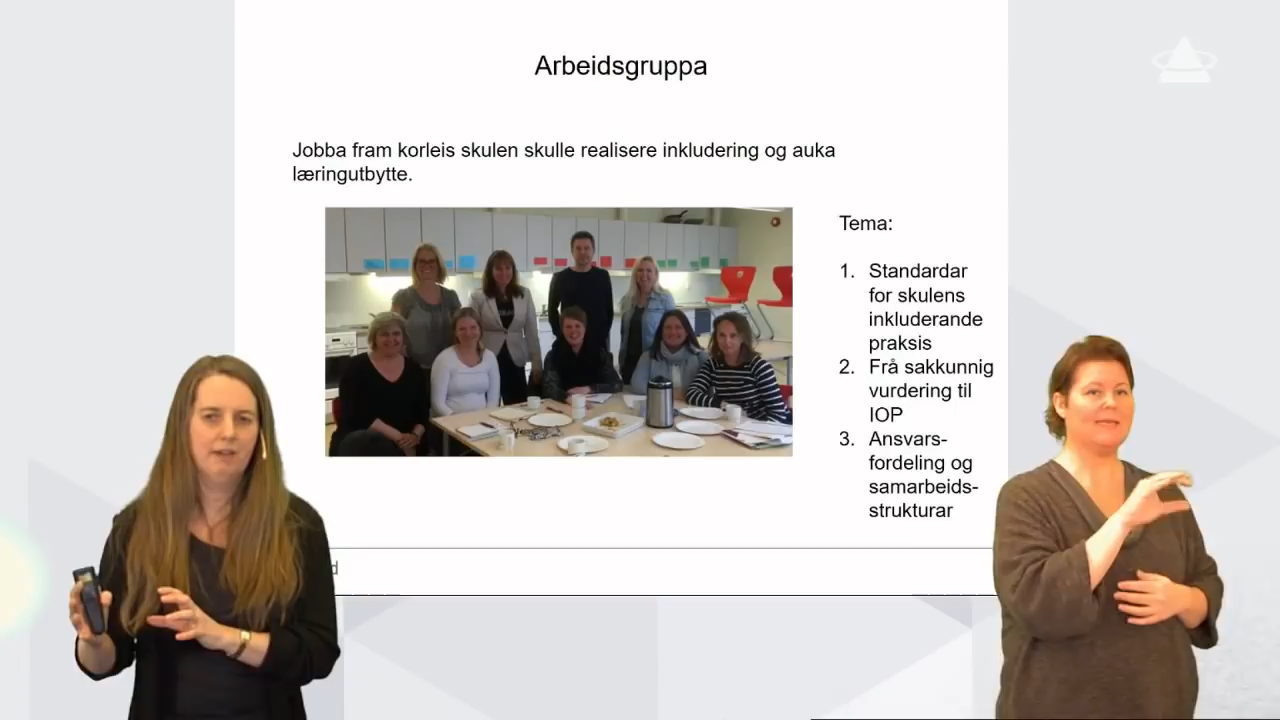 Arbeidsgruppa
Jobba fram korleis skulen skulle realisere inkludering og auka
læringutbytte.
Tema:
1. Standardar
for skulens
inkluderande
praksis
2. Frå sakkunnig
vurdering til
IOP
3. Ansvars-
fordeling og
samarbeids-
strukturar
d